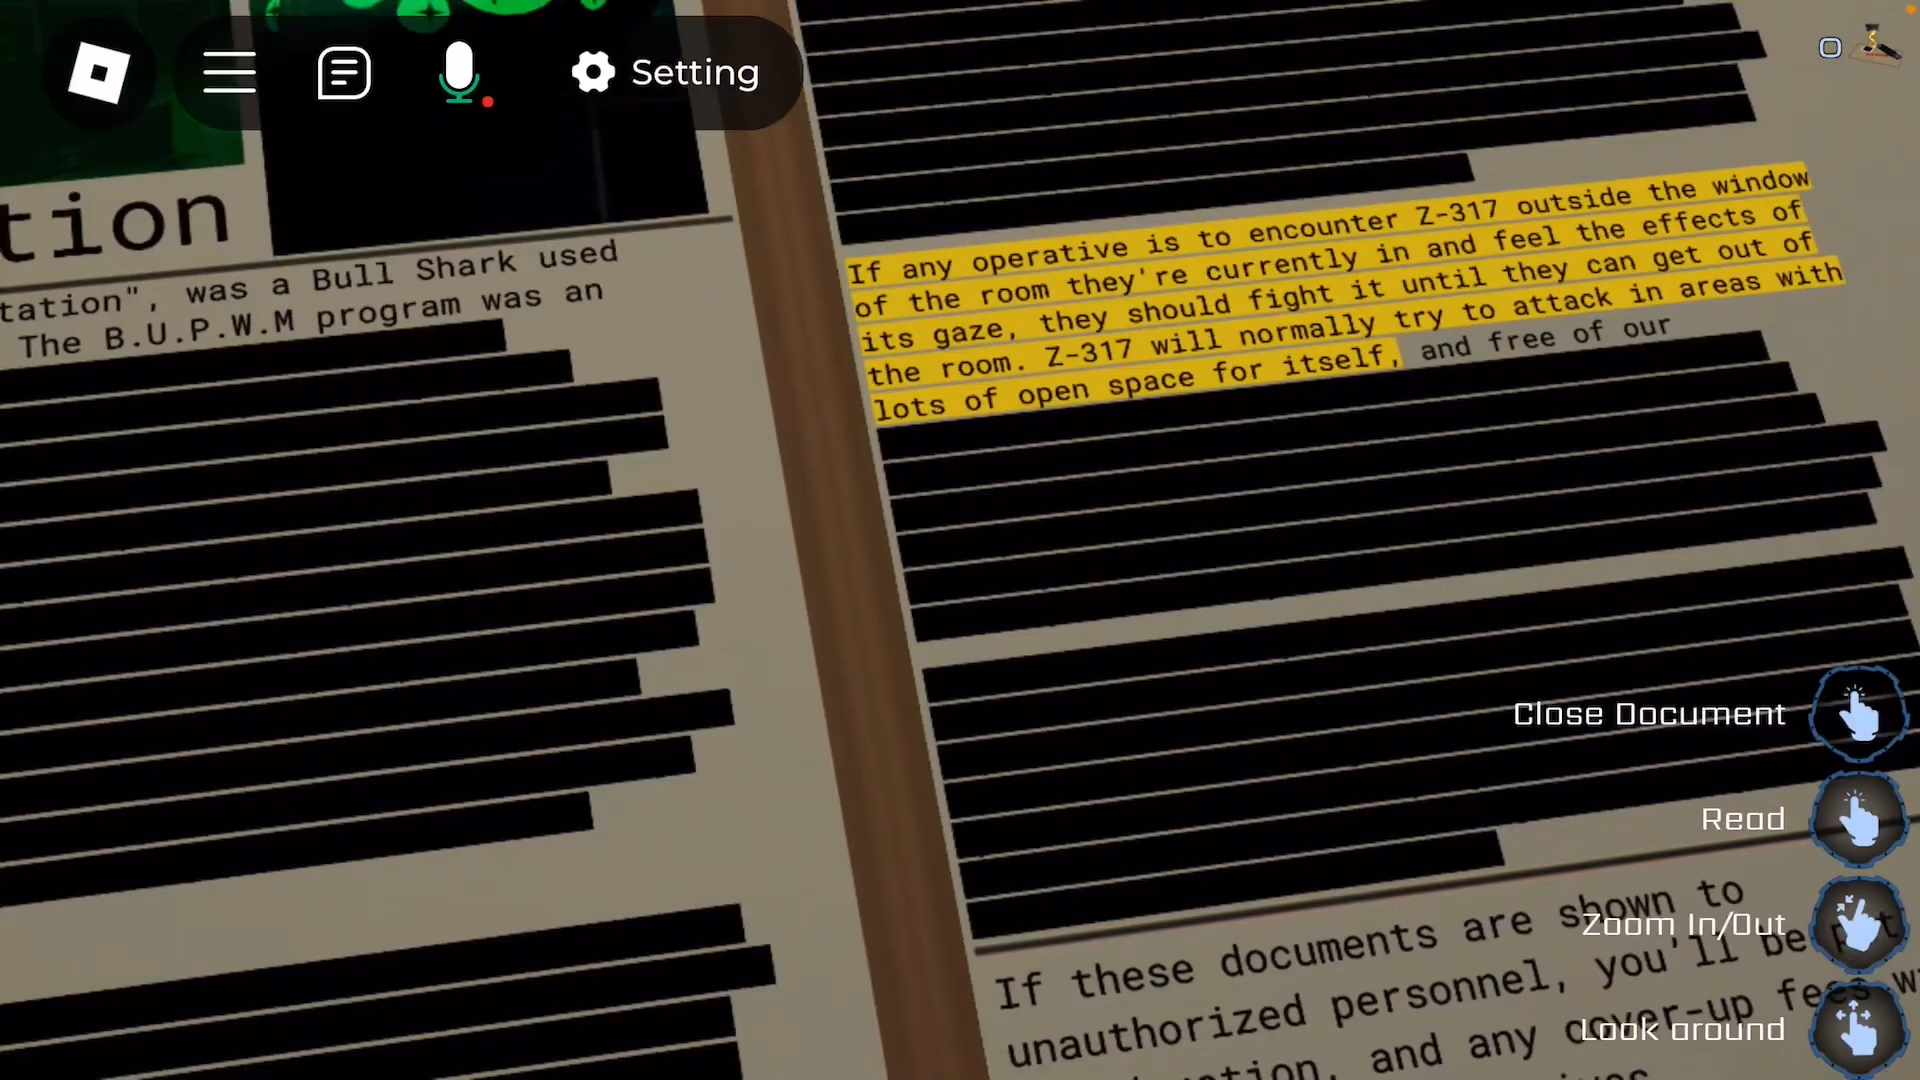 Setting
tion
tation", was a Bull Shark used
The B.U.P.W.M program was an
If any operative is to encounter Z-317 outside the window
of the room they're currently in and feel the effects of
its gaze, they should fight it until they can get out of
the room. Z-317 will normally try to attack in areas with
lots of open space for itself, and free of our
If these documents are shown to
unauthorized personnel, you'll be
and any cover-up fees
Close Document
Read
Zoom In/Out
Look around